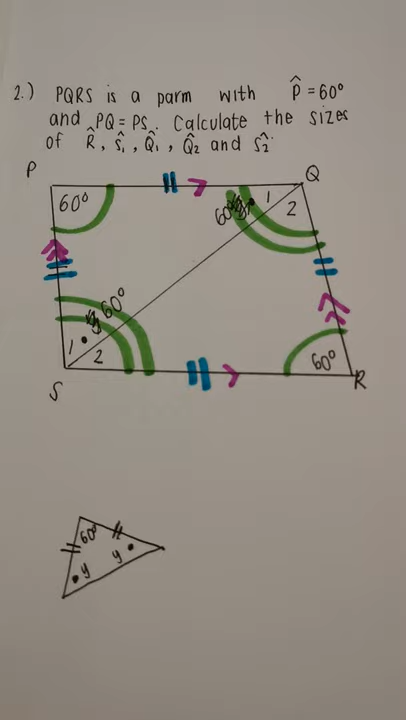 2.) PQRS is a parm with P̂ = 60°
and PQ = PS. Calculate the sizes
of R̂, Ŝ₁, Q̂₁, Q̂₂ and Ŝ₂.
P
Q
60°
60°
1
2
60°
1
2
60°
S
R
60°
y
y